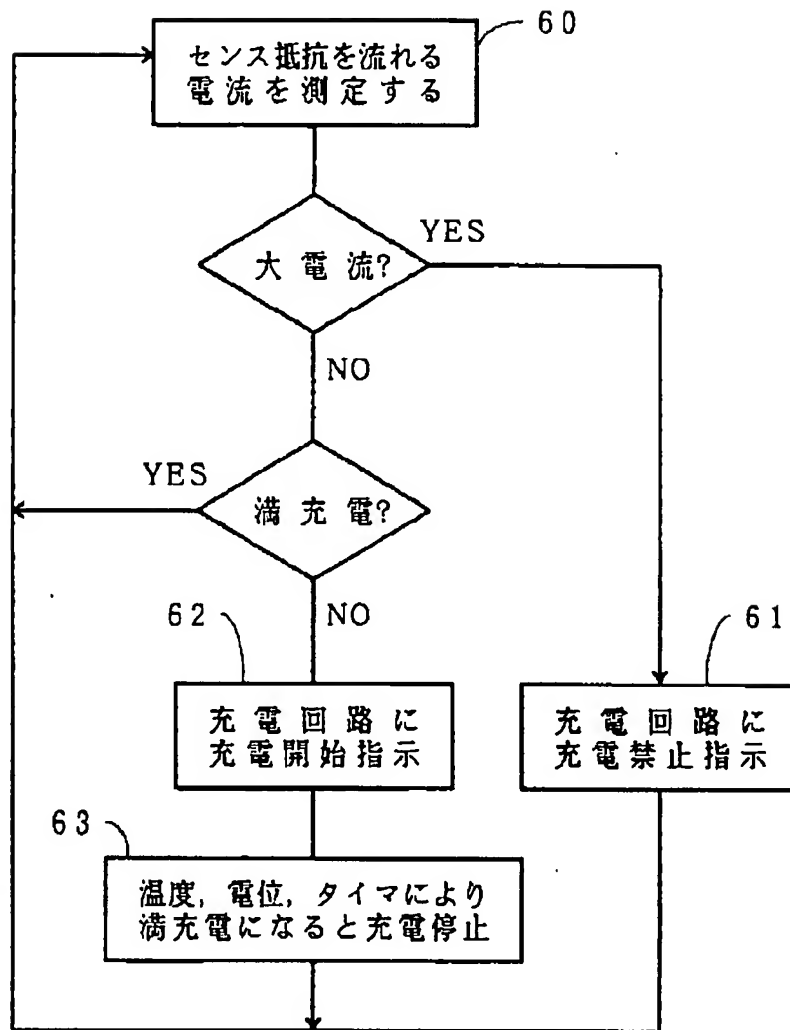 60
センス抵抗を流れる
電流を測定する
YES
大電流?
NO
YES
満充電?
NO
62
61
充電回路に
充電開始指示
充電回路に
充電禁止指示
63
温度,電位,タイマにより
満充電になると充電停止